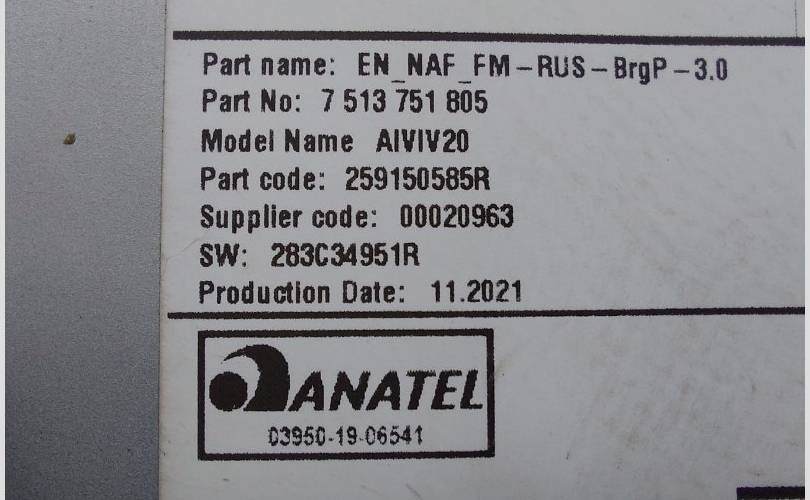 Part name: EN_NAF_FM-RUS-BrgP-3.0
Part No: 7 513 751 805
Model Name AIVIV20
Part code: 259150585R
Supplier code: 00020963
SW: 283C34951R
Production Date: 11.2021
ANATEL
03950-19-06541